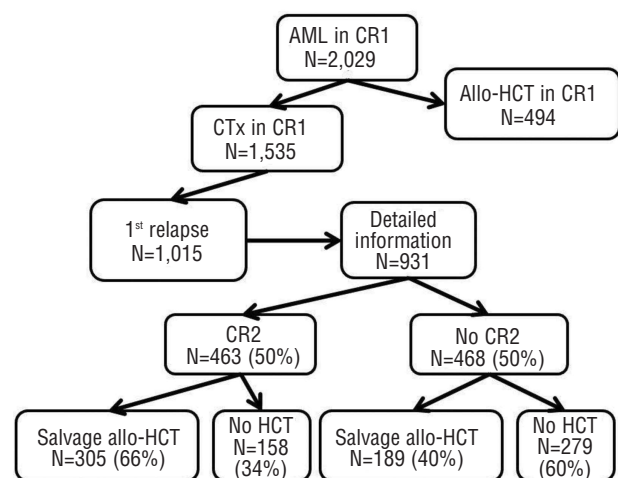 AML in CR1
N=2,029
Allo-HCT in CR1
N=494
CTx in CR1
N=1,535
1st relapse
N=1,015
Detailed
information
N=931
CR2
N=463 (50%)
No CR2
N=468 (50%)
Salvage allo-HCT
N=305 (66%)
No HCT
N=158
(34%)
Salvage allo-HCT
N=189 (40%)
No HCT
N=279
(60%)